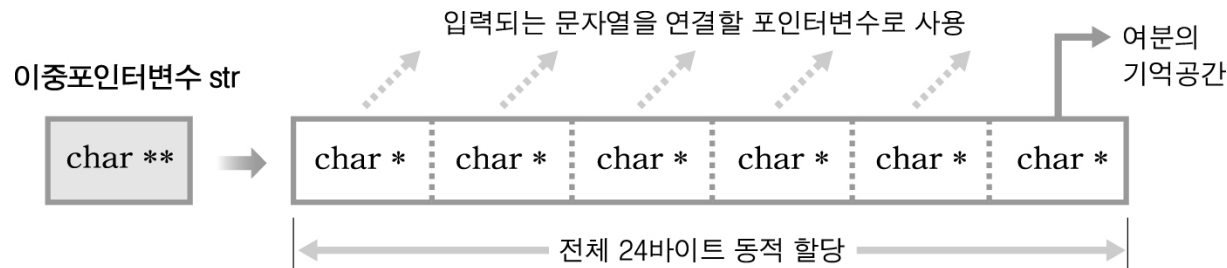 입력되는 문자열을 연결할 포인터변수로 사용
여분의
기억공간
이중포인터변수 str
char **
char * char * char * char * char * char *
전체 24바이트 동적 할당